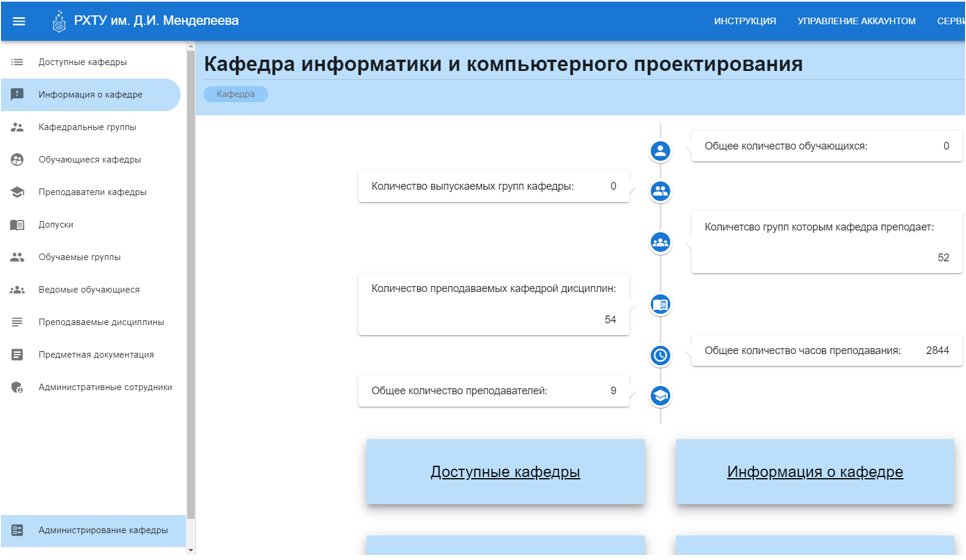 РХТУ им. Д.И. Менделеева
ИНСТРУКЦИЯ
УПРАВЛЕНИЕ АККАУНТОМ
Доступные кафедры
Информация о кафедре
Кафедральные группы
Обучающиеся кафедры
Преподаватели кафедры
Допуски
Обучаемые группы
Ведомые обучающиеся
Преподаваемые дисциплины
Предметная документация
Административные сотрудники
Администрирование кафедры
Кафедра информатики и компьютерного проектирования
Кафедра
Общее количество обучающихся: 0
Количество выпускаемых групп кафедры: 0
Количетсво групп которым кафедра преподает:
52
Количество преподаваемых кафедрой дисциплин:
54
Общее количество часов преподавания: 2844
Общее количество преподавателей: 9
Доступные кафедры
Информация о кафедре